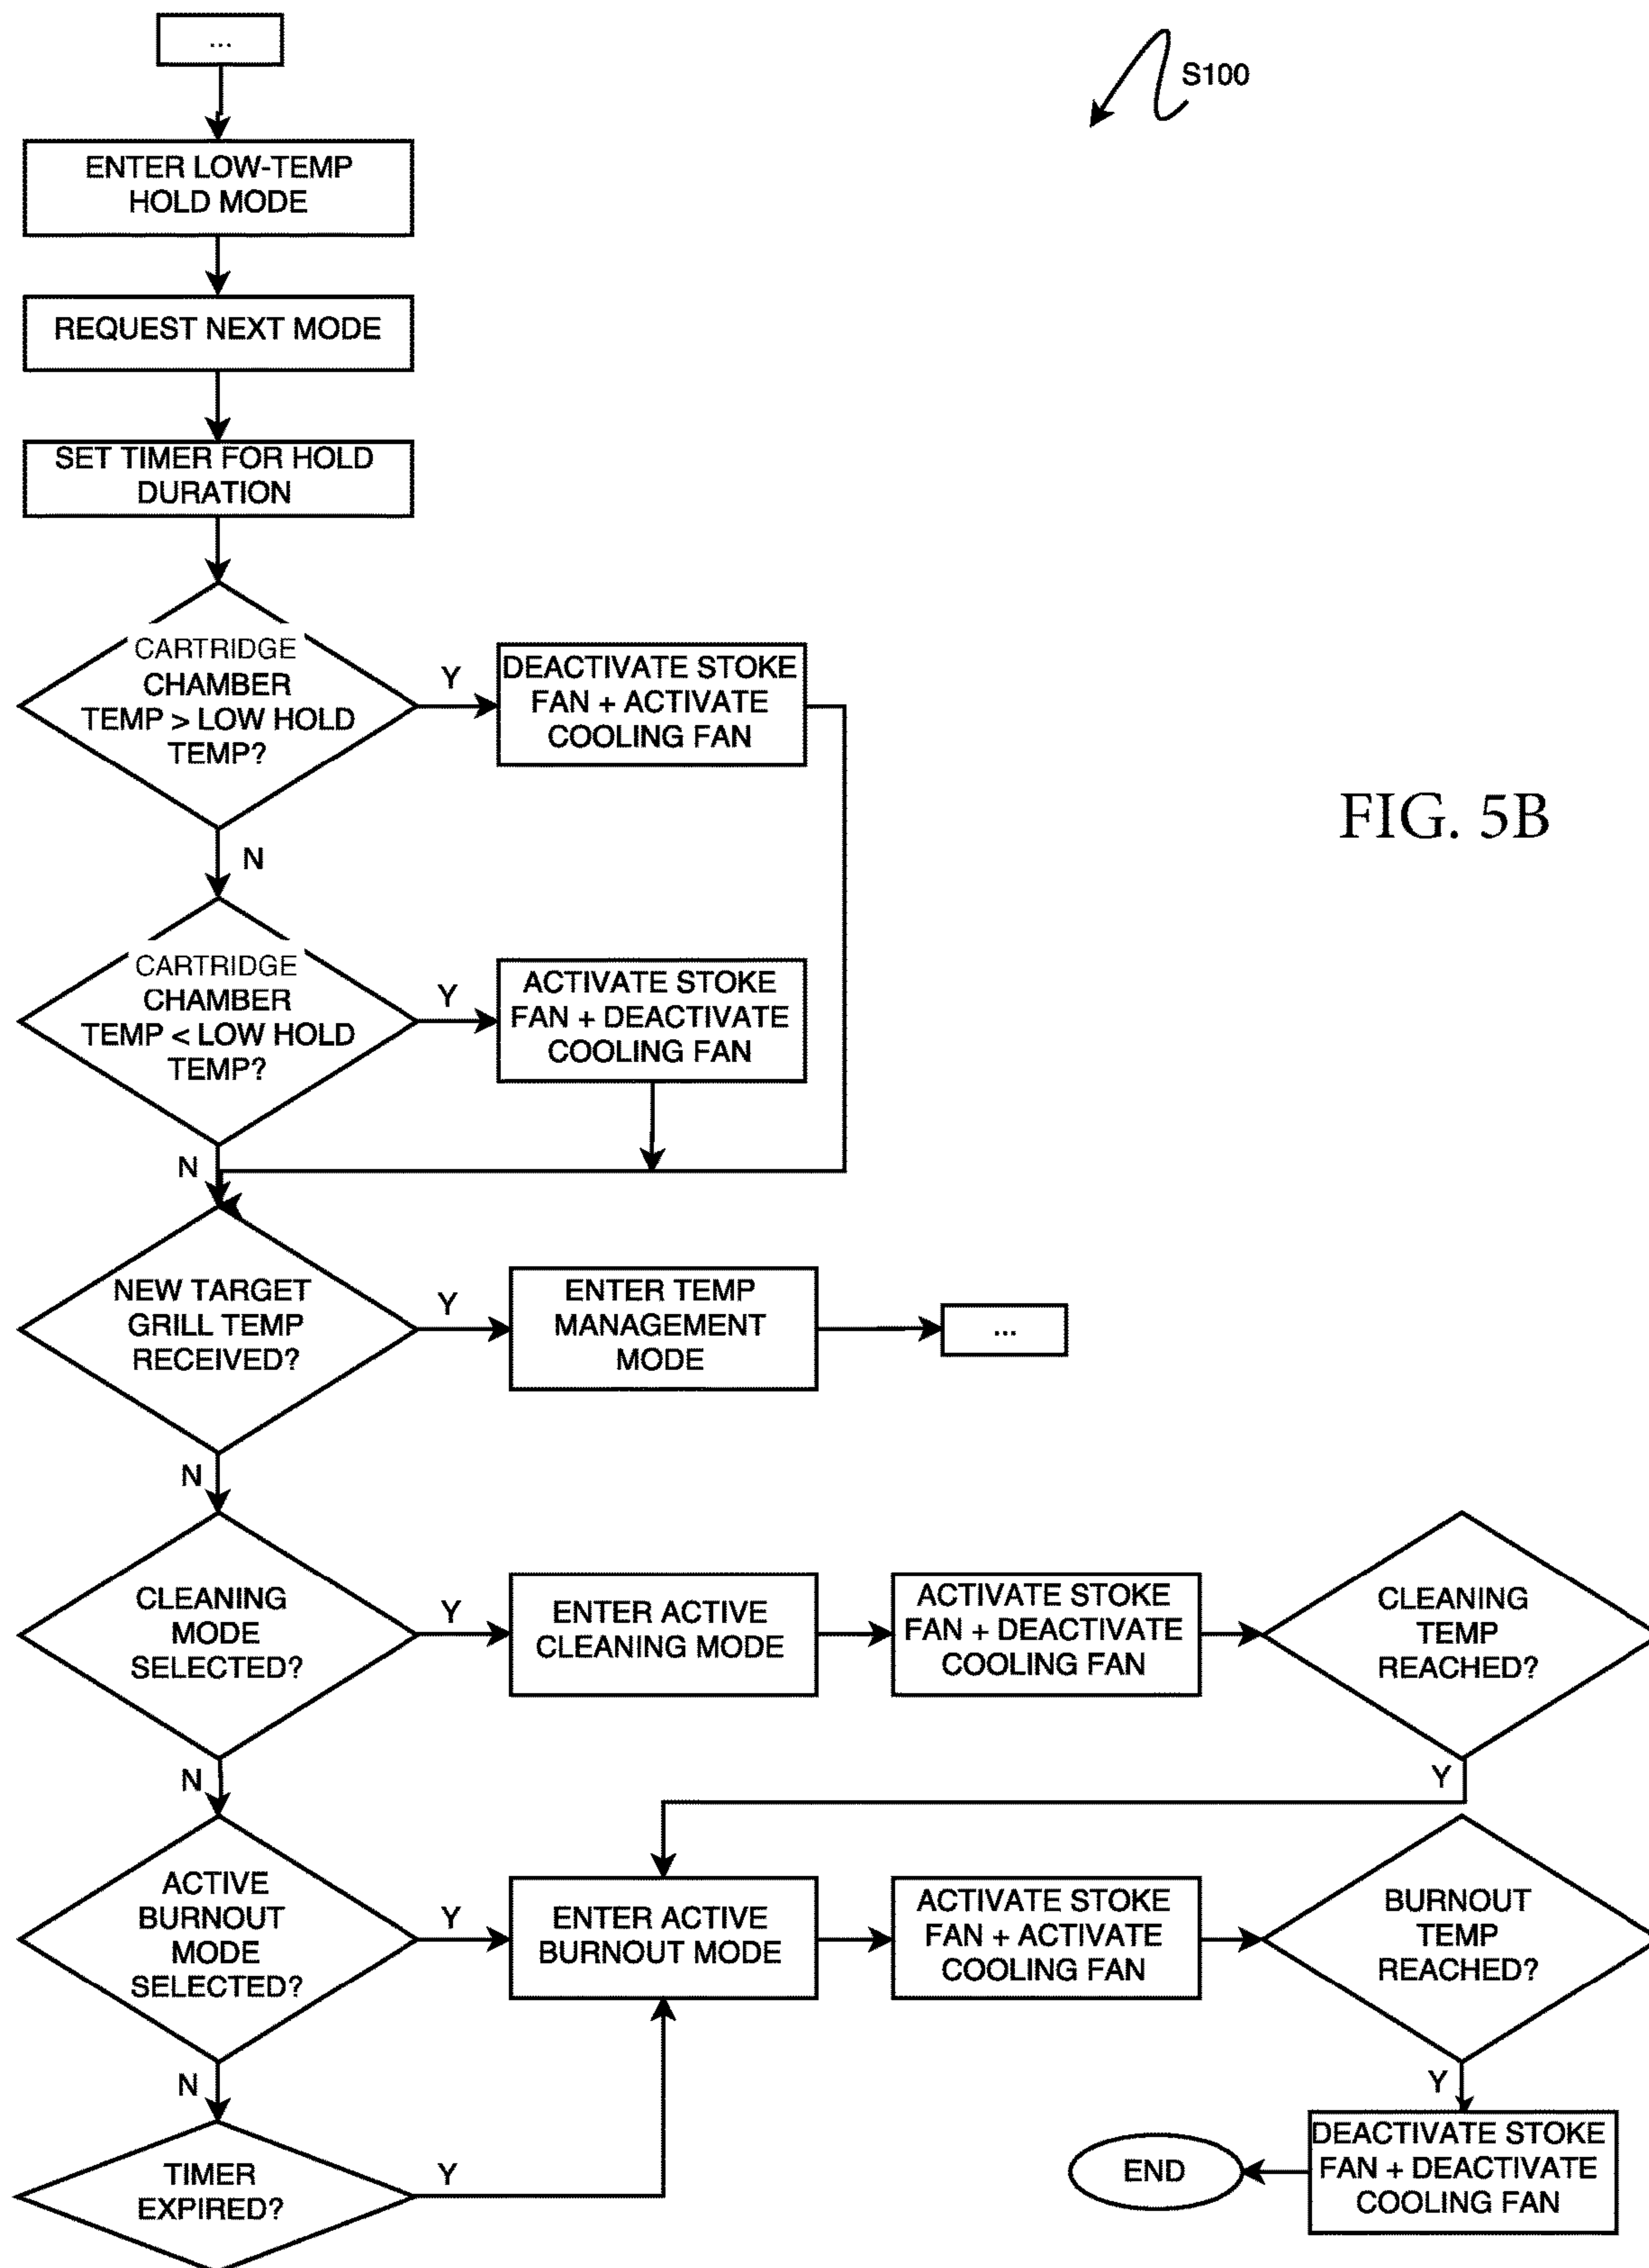 ...
S100
ENTER LOW-TEMP
HOLD MODE
REQUEST NEXT MODE
SET TIMER FOR HOLD
DURATION
CARTRIDGE
CHAMBER
TEMP > LOW HOLD
TEMP?
Y
DEACTIVATE STOKE
FAN + ACTIVATE
COOLING FAN
FIG. 5B
N
CARTRIDGE
CHAMBER
TEMP < LOW HOLD
TEMP?
Y
ACTIVATE STOKE
FAN + DEACTIVATE
COOLING FAN
N
NEW TARGET
GRILL TEMP
RECEIVED?
Y
ENTER TEMP
MANAGEMENT
MODE
...
N
CLEANING
MODE
SELECTED?
Y
ENTER ACTIVE
CLEANING MODE
ACTIVATE STOKE
FAN + DEACTIVATE
COOLING FAN
CLEANING
TEMP
REACHED?
N
Y
ACTIVE
BURNOUT
MODE
SELECTED?
Y
ENTER ACTIVE
BURNOUT MODE
ACTIVATE STOKE
FAN + ACTIVATE
COOLING FAN
BURNOUT
TEMP
REACHED?
N
Y
TIMER
EXPIRED?
Y
END
DEACTIVATE STOKE
FAN + DEACTIVATE
COOLING FAN